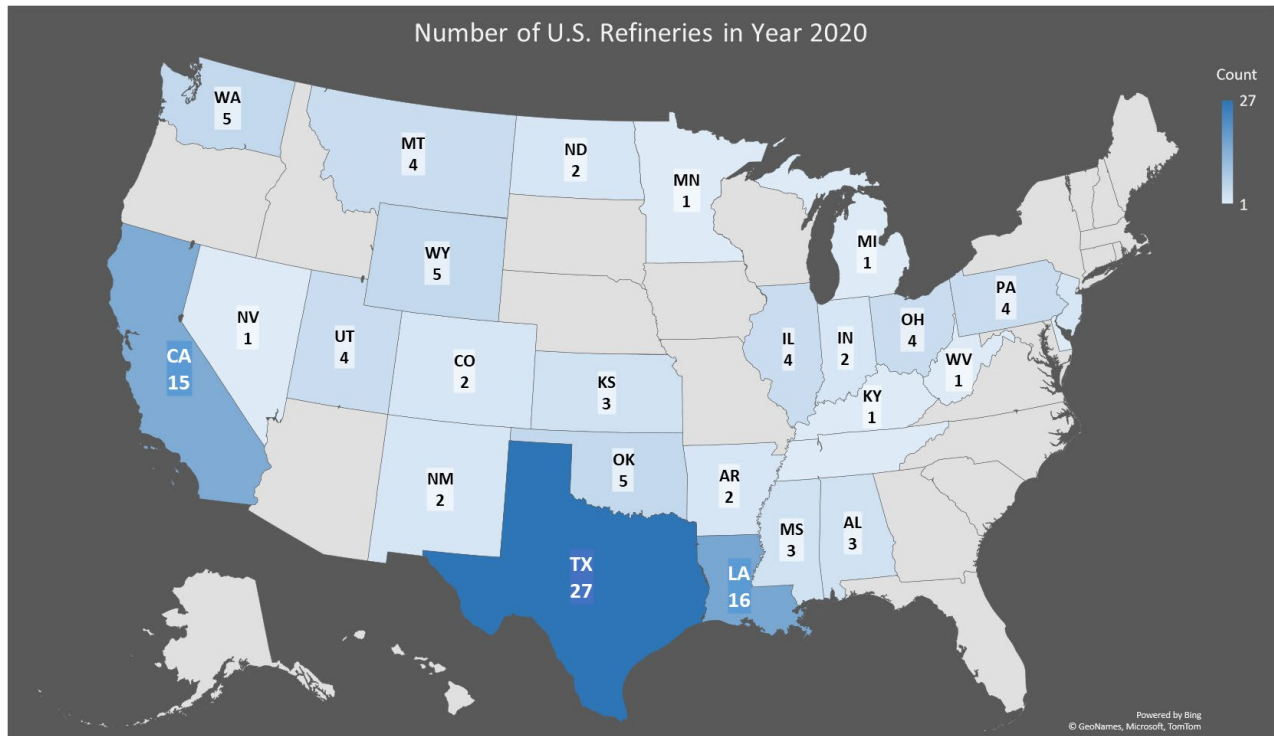 Number of U.S. Refineries in Year 2020
Count
27
1
WA
5
MT
4
ND
2
MN
1
MI
1
WY
5
NV
1
UT
4
CO
2
CA
15
KS
3
IL
4
IN
2
OH
4
PA
4
WV
1
KY
1
NM
2
OK
5
AR
2
MS
3
AL
3
TX
27
LA
16
Powered by Bing
© GeoNames, Microsoft, TomTom